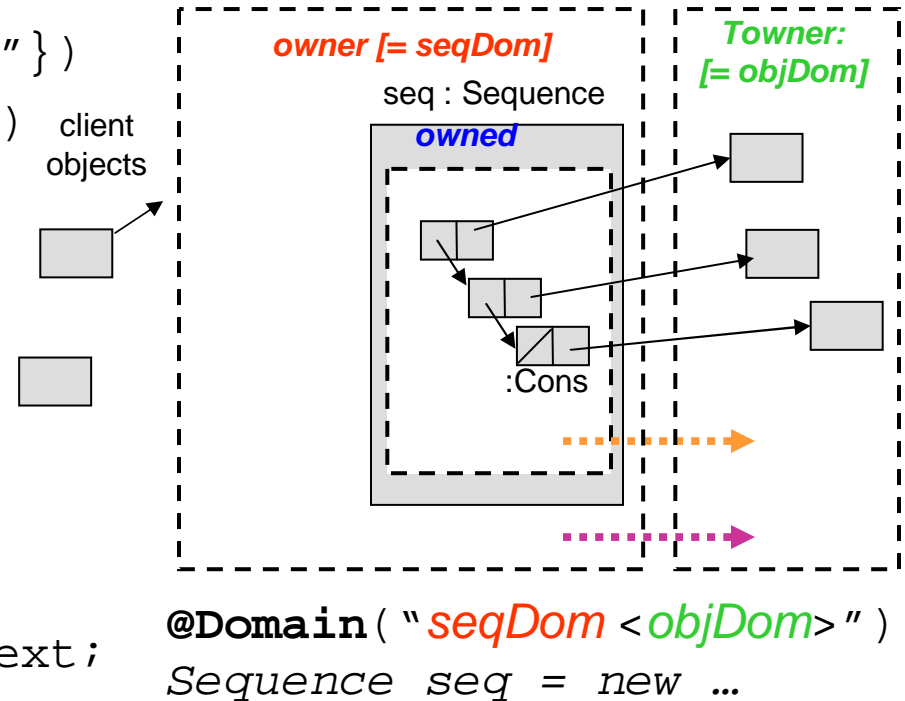 "})
)
client
objects
owner [= seqDom]
seq : Sequence
owned
:Cons
Towner:
[= objDom]
ext;
@Domain("seqDom <objDom>")
Sequence seq = new …